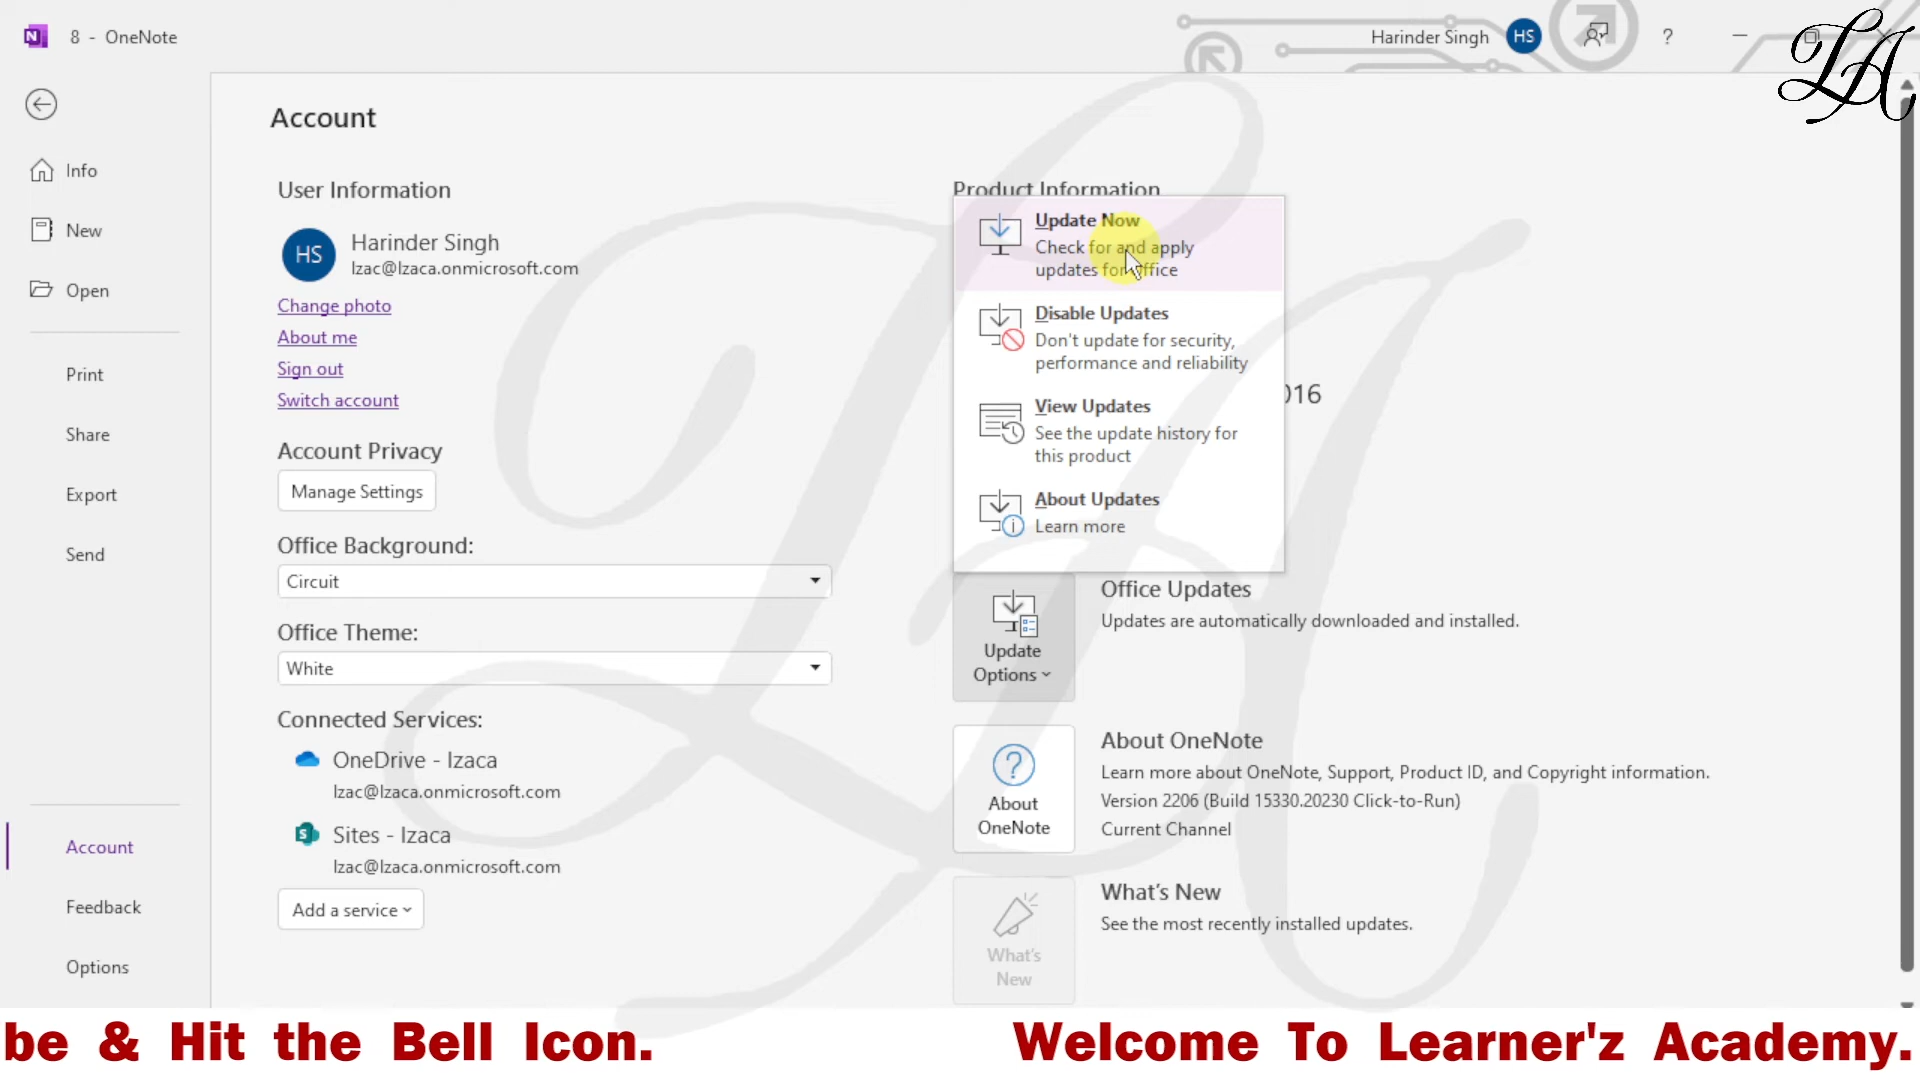 8 - OneNote
Harinder Singh
HS
?
LA
Account
Info
New
Open
Print
Share
Export
Send
Account
Feedback
Options
User Information
HS
Harinder Singh
lzac@lzaca.onmicrosoft.com
Change photo
About me
Sign out
Switch account
Account Privacy
Manage Settings
Office Background:
Circuit
Office Theme:
White
Connected Services:
OneDrive - lzaca
lzac@lzaca.onmicrosoft.com
Sites - lzaca
lzac@lzaca.onmicrosoft.com
Add a service
Product Information
Update Now
Check for and apply
updates for Office
Disable Updates
Don't update for security,
performance and reliability
View Updates
See the update history for
this product
About Updates
Learn more
016
Update
Options
Office Updates
Updates are automatically downloaded and installed.
About
OneNote
About OneNote
Learn more about OneNote, Support, Product ID, and Copyright information.
Version 2206 (Build 15330.20230 Click-to-Run)
Current Channel
What's
New
What's New
See the most recently installed updates.
be & Hit the Bell Icon. Welcome To Learner'z Academy.